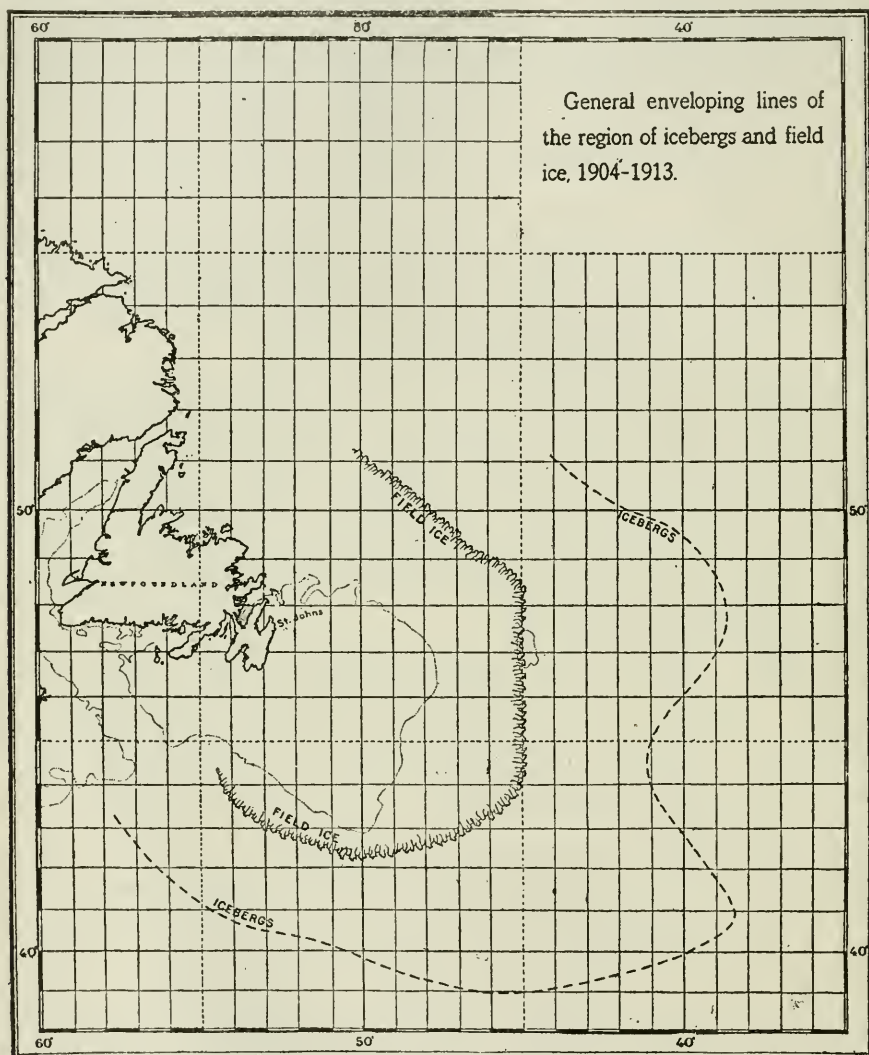 60° 50° 40°
General enveloping lines of
the region of icebergs and field
ice, 1904-1913.
50° 50°
FIELD ICE
ICEBERGS
NEWFOUNDLAND
St. Johns
FIELD ICE
ICEBERGS
40° 40°
60° 50° 40°